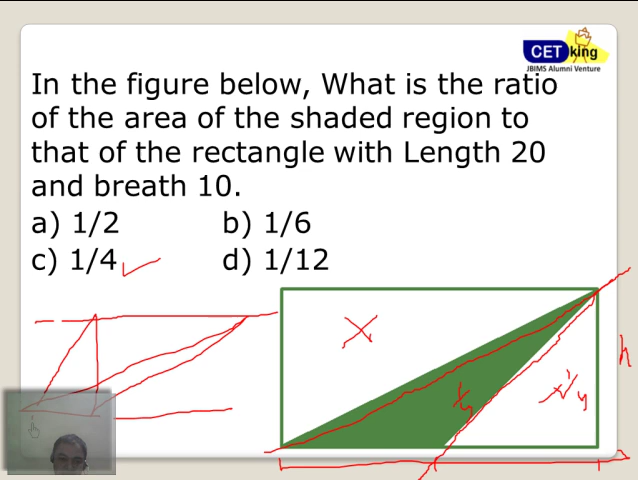 CET king
JBIMS Alumni Venture
In the figure below, What is the ratio
of the area of the shaded region to
that of the rectangle with Length 20
and breath 10.
a) 1/2 b) 1/6
c) 1/4 d) 1/12
h